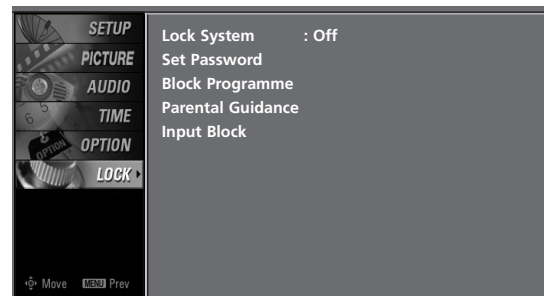 SETUP
PICTURE
AUDIO
TIME
OPTION
LOCK
Move MENU Prev
Lock System : Off
Set Password
Block Programme
Parental Guidance
Input Block